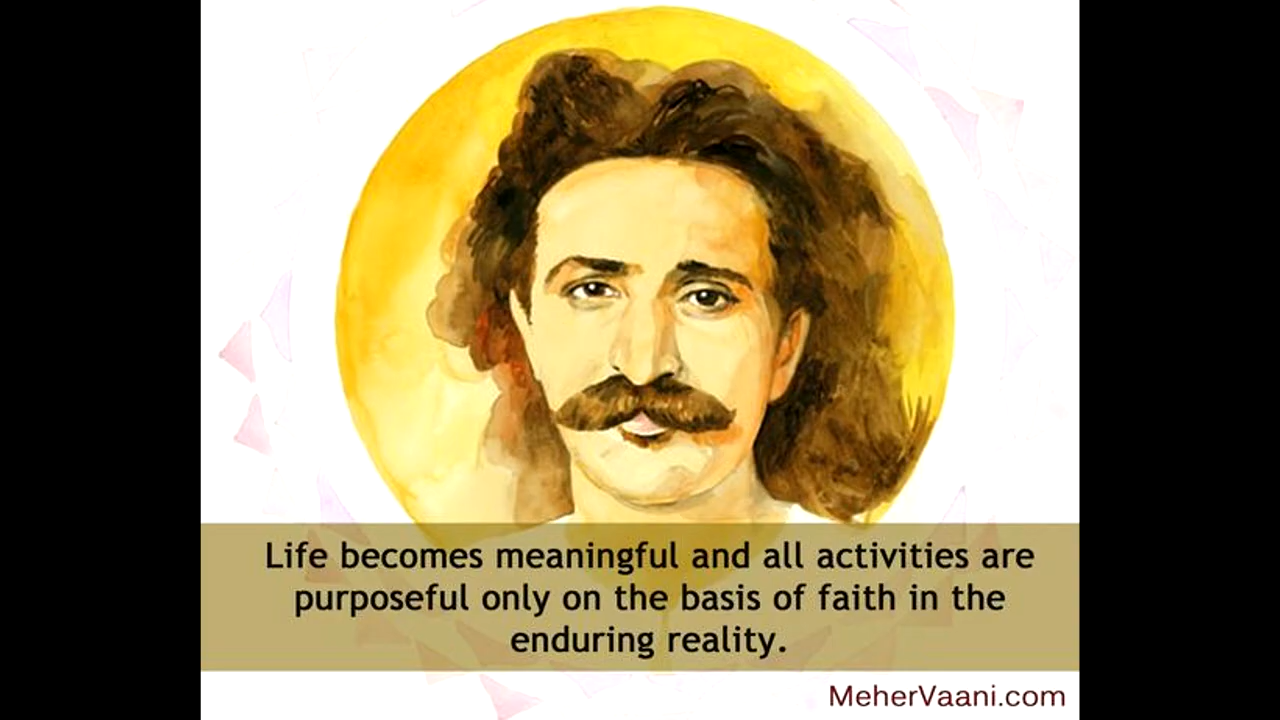 Life becomes meaningful and all activities are
purposeful only on the basis of faith in the
enduring reality.
MeherVaani.com